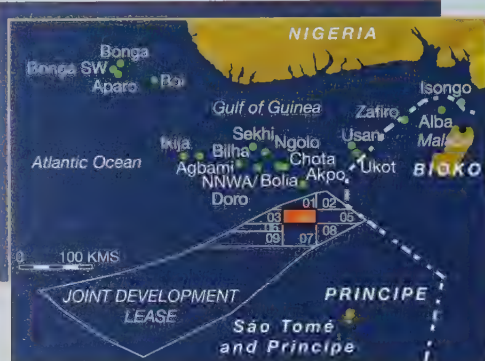 NIGERIA
Bonga
Bonga SW
Aparo
Boi
Isongo
Gulf of Guinea
Zafiro
Alba
Usan
Sekhi
Ngolo
Ikija
Bilha
Chota
Ukot
BIOKO
Atlantic Ocean
Agbami
Akpo
NNWA/ Bolia
Doro
01 02
03 05
06 08
09 07
0 100 KMS
JOINT DEVELOPMENT
LEASE
PRINCIPE
São Tomé
and Principe